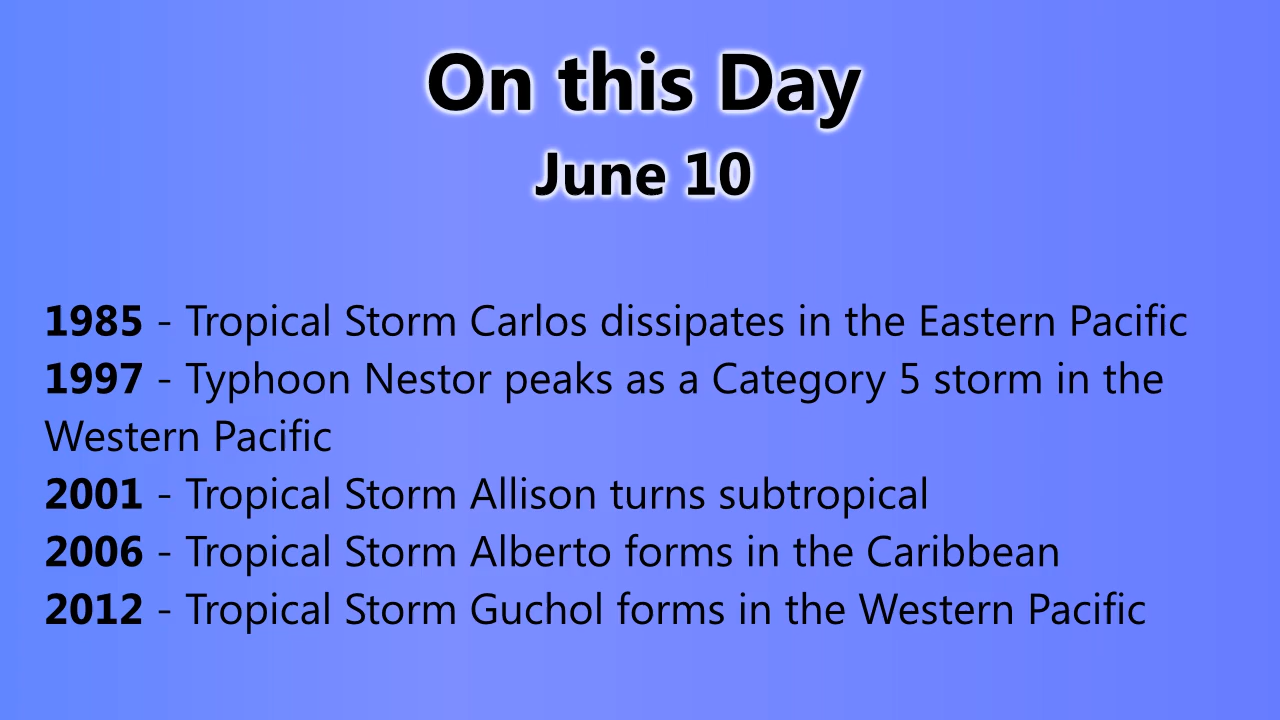 On this Day
June 10
1985 - Tropical Storm Carlos dissipates in the Eastern Pacific
1997 - Typhoon Nestor peaks as a Category 5 storm in the
Western Pacific
2001 - Tropical Storm Allison turns subtropical
2006 - Tropical Storm Alberto forms in the Caribbean
2012 - Tropical Storm Guchol forms in the Western Pacific